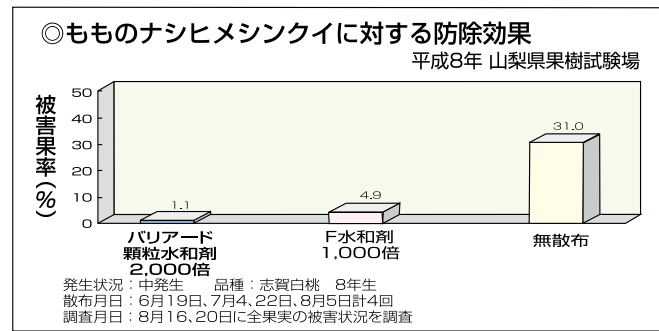 ◎もものナシヒメシンクイに対する防除効果
平成8年 山梨県果樹試験場
被害果率(%)
50
40
30
20
10
0
1.1
4.9
31.0
バリアード
顆粒水和剤
2,000倍
F水和剤
1,000倍
無散布
発生状況：中発生　品種：志賀白桃　8年生
散布月日：6月19日、7月4、22日、8月5日計4回
調査月日：8月16、20日に全果実の被害状況を調査